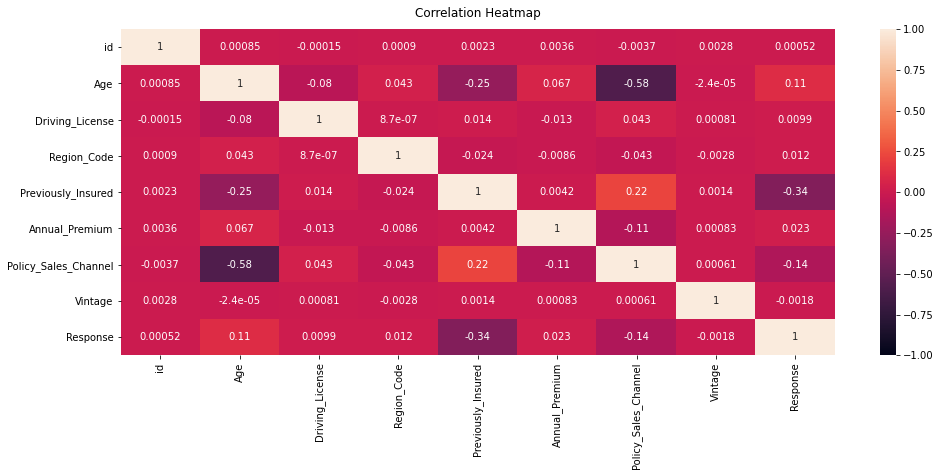 Correlation Heatmap
id 1 0.00085 -0.00015 0.0009 0.0023 0.0036 -0.0037 0.0028 0.00052
Age 0.00085 1 -0.08 0.043 -0.25 0.067 -0.58 -2.4e-05 0.11
Driving_License -0.00015 -0.08 1 8.7e-07 0.014 -0.013 0.043 0.00081 0.0099
Region_Code 0.0009 0.043 8.7e-07 1 -0.024 -0.0086 -0.043 -0.0028 0.012
Previously_Insured 0.0023 -0.25 0.014 -0.024 1 0.0042 0.22 0.0014 -0.34
Annual_Premium 0.0036 0.067 -0.013 -0.0086 0.0042 1 -0.11 0.00083 0.023
Policy_Sales_Channel -0.0037 -0.58 0.043 -0.043 0.22 -0.11 1 0.00061 -0.14
Vintage 0.0028 -2.4e-05 0.00081 -0.0028 0.0014 0.00083 0.00061 1 -0.0018
Response 0.00052 0.11 0.0099 0.012 -0.34 0.023 -0.14 -0.0018 1
id
Age
Driving_License
Region_Code
Previously_Insured
Annual_Premium
Policy_Sales_Channel
Vintage
Response
1.00
0.75
0.50
0.25
0.00
−0.25
−0.50
−0.75
−1.00